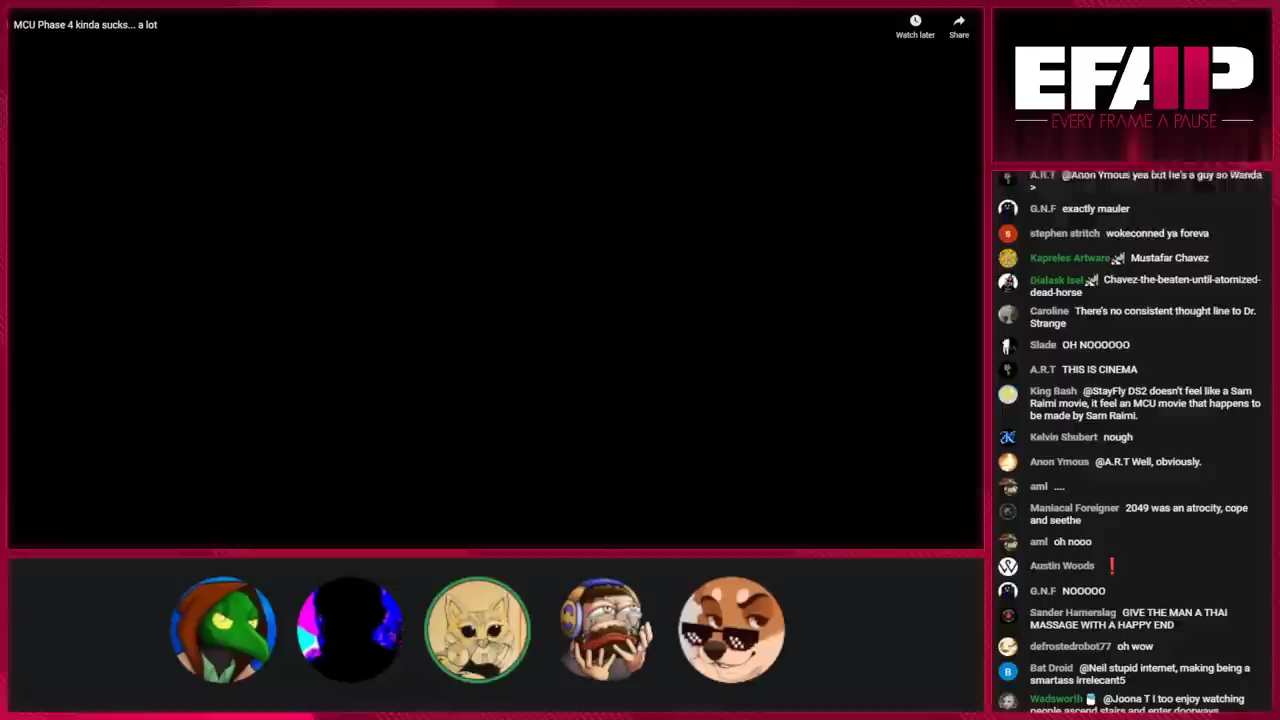 MCU Phase 4 kinda sucks... a lot
Watch later
Share
EFAP
EVERY FRAME A PAUSE
A.R.T @Anon Ymous yea but he's a guy so Wanda
>
G.N.F exactly mauler
stephen stritch wokeconned ya foreva
Kapreles Artware Mustafar Chavez
Dialask Isel Chavez-the-beaten-until-atomized-
dead-horse
Caroline There's no consistent thought line to Dr.
Strange
Slade OH NOOOOOO
A.R.T THIS IS CINEMA
King Bash @StayFly DS2 doesn't feel like a Sam
Raimi movie, it feel an MCU movie that happens to
be made by Sam Raimi.
Kelvin Shubert nough
Anon Ymous @A.R.T Well, obviously.
aml ....
Maniacal Foreigner 2049 was an atrocity, cope
and seethe
aml oh nooo
Austin Woods ❗
G.N.F NOOOOO
Sander Hamerslag GIVE THE MAN A THAI
MASSAGE WITH A HAPPY END
defrostedrobot77 oh wow
Bat Droid @Neil stupid internet, making being a
smartass irrelecant5
Wadsworth @Joona T I too enjoy watching
people ascend stairs and enter doorways